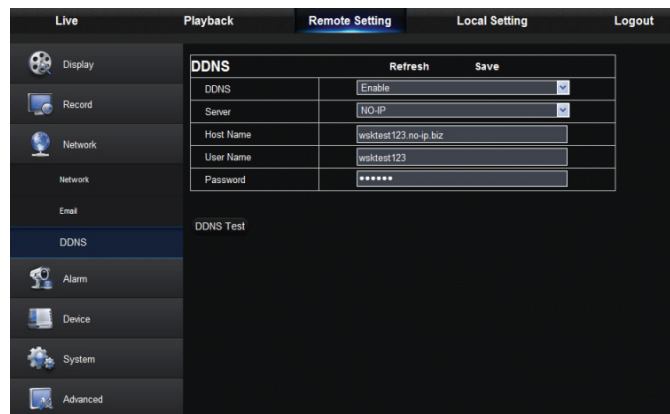 Live Playback Remote Setting Local Setting Logout
Display
Record
Network
Network
Email
DDNS
Alarm
Device
System
Advanced
DDNS Refresh Save
DDNS Enable
Server NO-IP
Host Name wsktest123.no-ip.biz
User Name wsktest123
Password ••••••
DDNS Test